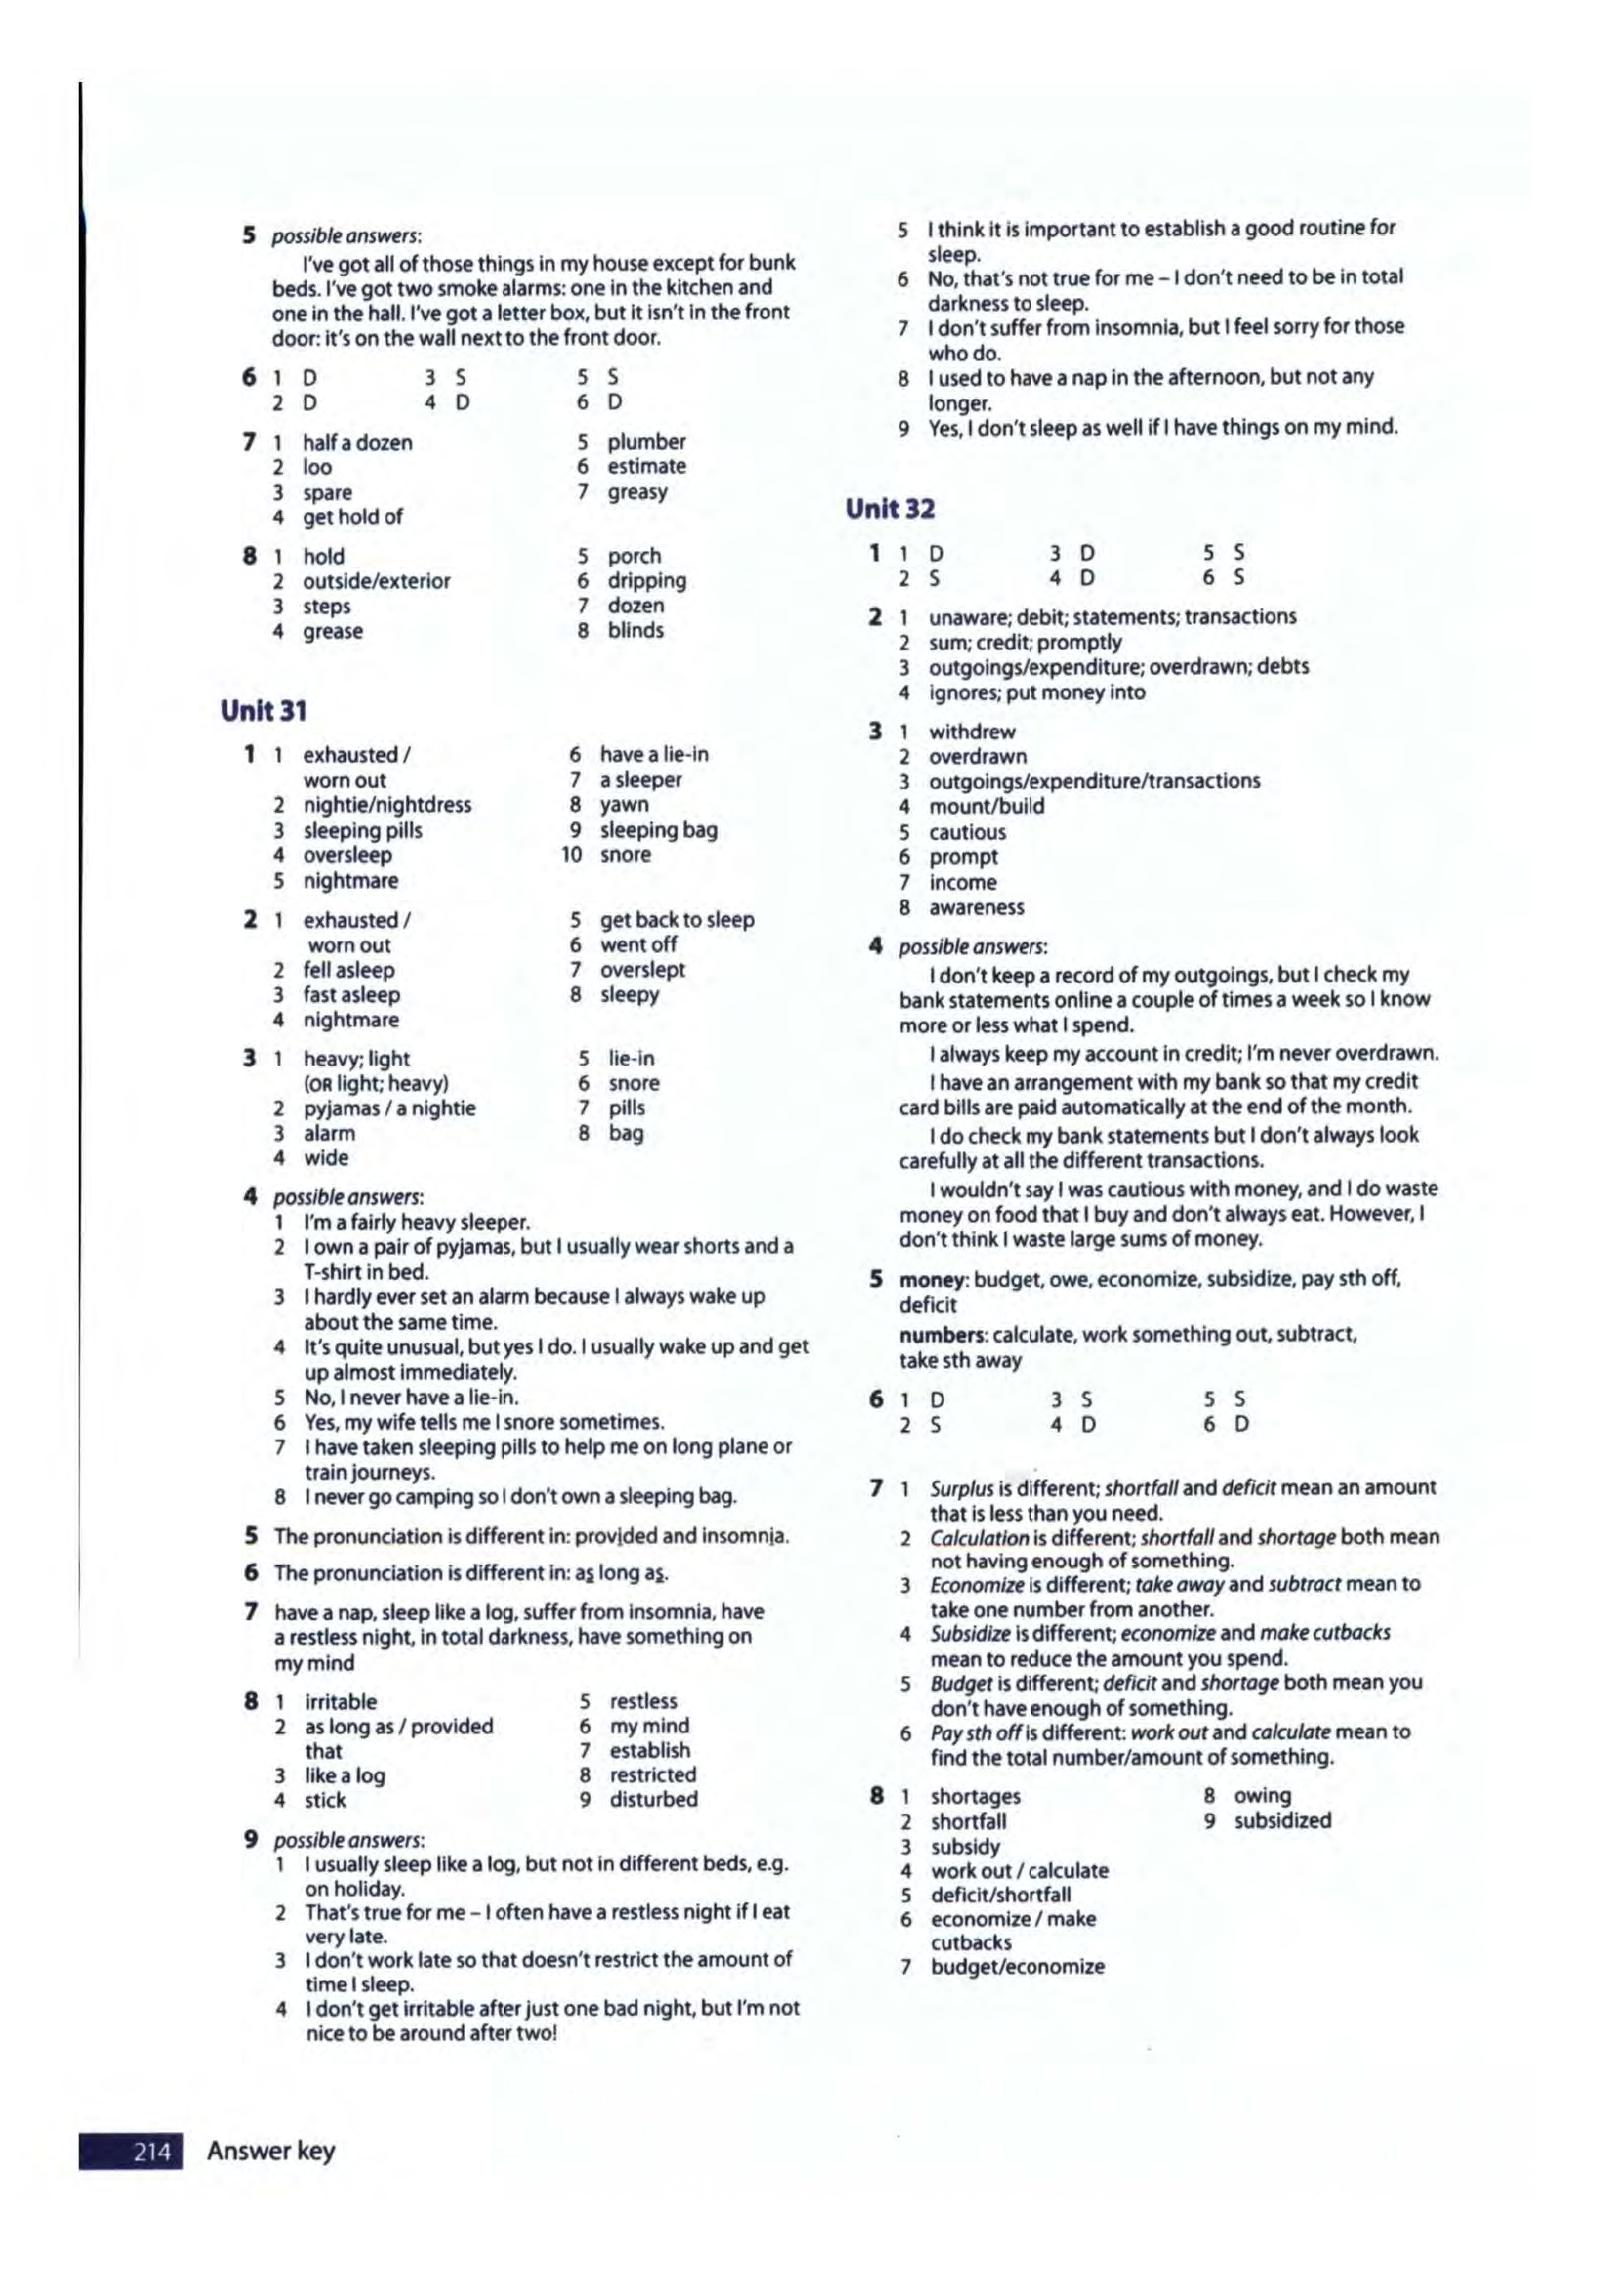 5 possible answers:
I've got all of those things in my house except for bunk
beds. I've got two smoke alarms: one in the kitchen and
one in the hall. I've got a letter box, but it isn't in the front
door: it's on the wall next to the front door.
6 1 D 3 S 5 S
2 D 4 D 6 D
7 1 half a dozen 5 plumber
2 loo 6 estimate
3 spare 7 greasy
4 get hold of
8 1 hold 5 porch
2 outside/exterior 6 dripping
3 steps 7 dozen
4 grease 8 blinds
Unit 31
1 1 exhausted / 6 have a lie-in
worn out 7 a sleeper
2 nightie/nightdress 8 yawn
3 sleeping pills 9 sleeping bag
4 oversleep 10 snore
5 nightmare
2 1 exhausted / 5 get back to sleep
worn out 6 went off
2 fell asleep 7 overslept
3 fast asleep 8 sleepy
4 nightmare
3 1 heavy; light 5 lie-in
(OR light; heavy) 6 snore
2 pyjamas / a nightie 7 pills
3 alarm 8 bag
4 wide
4 possible answers:
1 I'm a fairly heavy sleeper.
2 I own a pair of pyjamas, but I usually wear shorts and a
T-shirt in bed.
3 I hardly ever set an alarm because I always wake up
about the same time.
4 It's quite unusual, but yes I do. I usually wake up and get
up almost immediately.
5 No, I never have a lie-in.
6 Yes, my wife tells me I snore sometimes.
7 I have taken sleeping pills to help me on long plane or
train journeys.
8 I never go camping so I don't own a sleeping bag.
5 The pronunciation is different in: provided and insomnia.
6 The pronunciation is different in: as long as.
7 have a nap, sleep like a log, suffer from insomnia, have
a restless night, in total darkness, have something on
my mind
8 1 irritable 5 restless
2 as long as / provided 6 my mind
that 7 establish
3 like a log 8 restricted
4 stick 9 disturbed
9 possible answers:
1 I usually sleep like a log, but not in different beds, e.g.
on holiday.
2 That's true for me – I often have a restless night if I eat
very late.
3 I don't work late so that doesn't restrict the amount of
time I sleep.
4 I don't get irritable after just one bad night, but I'm not
nice to be around after two!
5 I think it is important to establish a good routine for
sleep.
6 No, that's not true for me – I don't need to be in total
darkness to sleep.
7 I don't suffer from insomnia, but I feel sorry for those
who do.
8 I used to have a nap in the afternoon, but not any
longer.
9 Yes, I don't sleep as well if I have things on my mind.
Unit 32
1 1 D 3 D 5 S
2 S 4 D 6 S
2 1 unaware; debit; statements; transactions
2 sum; credit; promptly
3 outgoings/expenditure; overdrawn; debts
4 ignores; put money into
3 1 withdrew
2 overdrawn
3 outgoings/expenditure/transactions
4 mount/build
5 cautious
6 prompt
7 income
8 awareness
4 possible answers:
I don't keep a record of my outgoings, but I check my
bank statements online a couple of times a week so I know
more or less what I spend.
I always keep my account in credit; I'm never overdrawn.
I have an arrangement with my bank so that my credit
card bills are paid automatically at the end of the month.
I do check my bank statements but I don't always look
carefully at all the different transactions.
I wouldn't say I was cautious with money, and I do waste
money on food that I buy and don't always eat. However, I
don't think I waste large sums of money.
5 money: budget, owe, economize, subsidize, pay sth off,
deficit
numbers: calculate, work something out, subtract,
take sth away
6 1 D 3 S 5 S
2 S 4 D 6 D
7 1 Surplus is different; shortfall and deficit mean an amount
that is less than you need.
2 Calculation is different; shortfall and shortage both mean
not having enough of something.
3 Economize is different; take away and subtract mean to
take one number from another.
4 Subsidize is different; economize and make cutbacks
mean to reduce the amount you spend.
5 Budget is different; deficit and shortage both mean you
don't have enough of something.
6 Pay sth off is different: work out and calculate mean to
find the total number/amount of something.
8 1 shortages 8 owing
2 shortfall 9 subsidized
3 subsidy
4 work out / calculate
5 deficit/shortfall
6 economize / make
cutbacks
7 budget/economize
214 Answer key